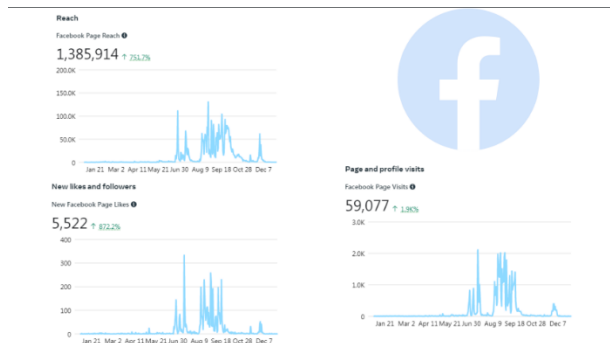 Reach
Facebook Page Reach
1,385,914 ↑ 751.7%
200.0K
150.0K
100.0K
50.0K
0
Jan 21 Mar 2 Apr 11 May 21 Jun 30 Aug 9 Sep 18 Oct 28 Dec 7
New likes and followers
New Facebook Page Likes
5,522 ↑ 872.2%
400
300
200
100
0
Jan 21 Mar 2 Apr 11 May 21 Jun 30 Aug 9 Sep 18 Oct 28 Dec 7
Page and profile visits
Facebook Page Visits
59,077 ↑ 1.9K%
3.0K
2.0K
1.0K
0
Jan 21 Mar 2 Apr 11 May 21 Jun 30 Aug 9 Sep 18 Oct 28 Dec 7